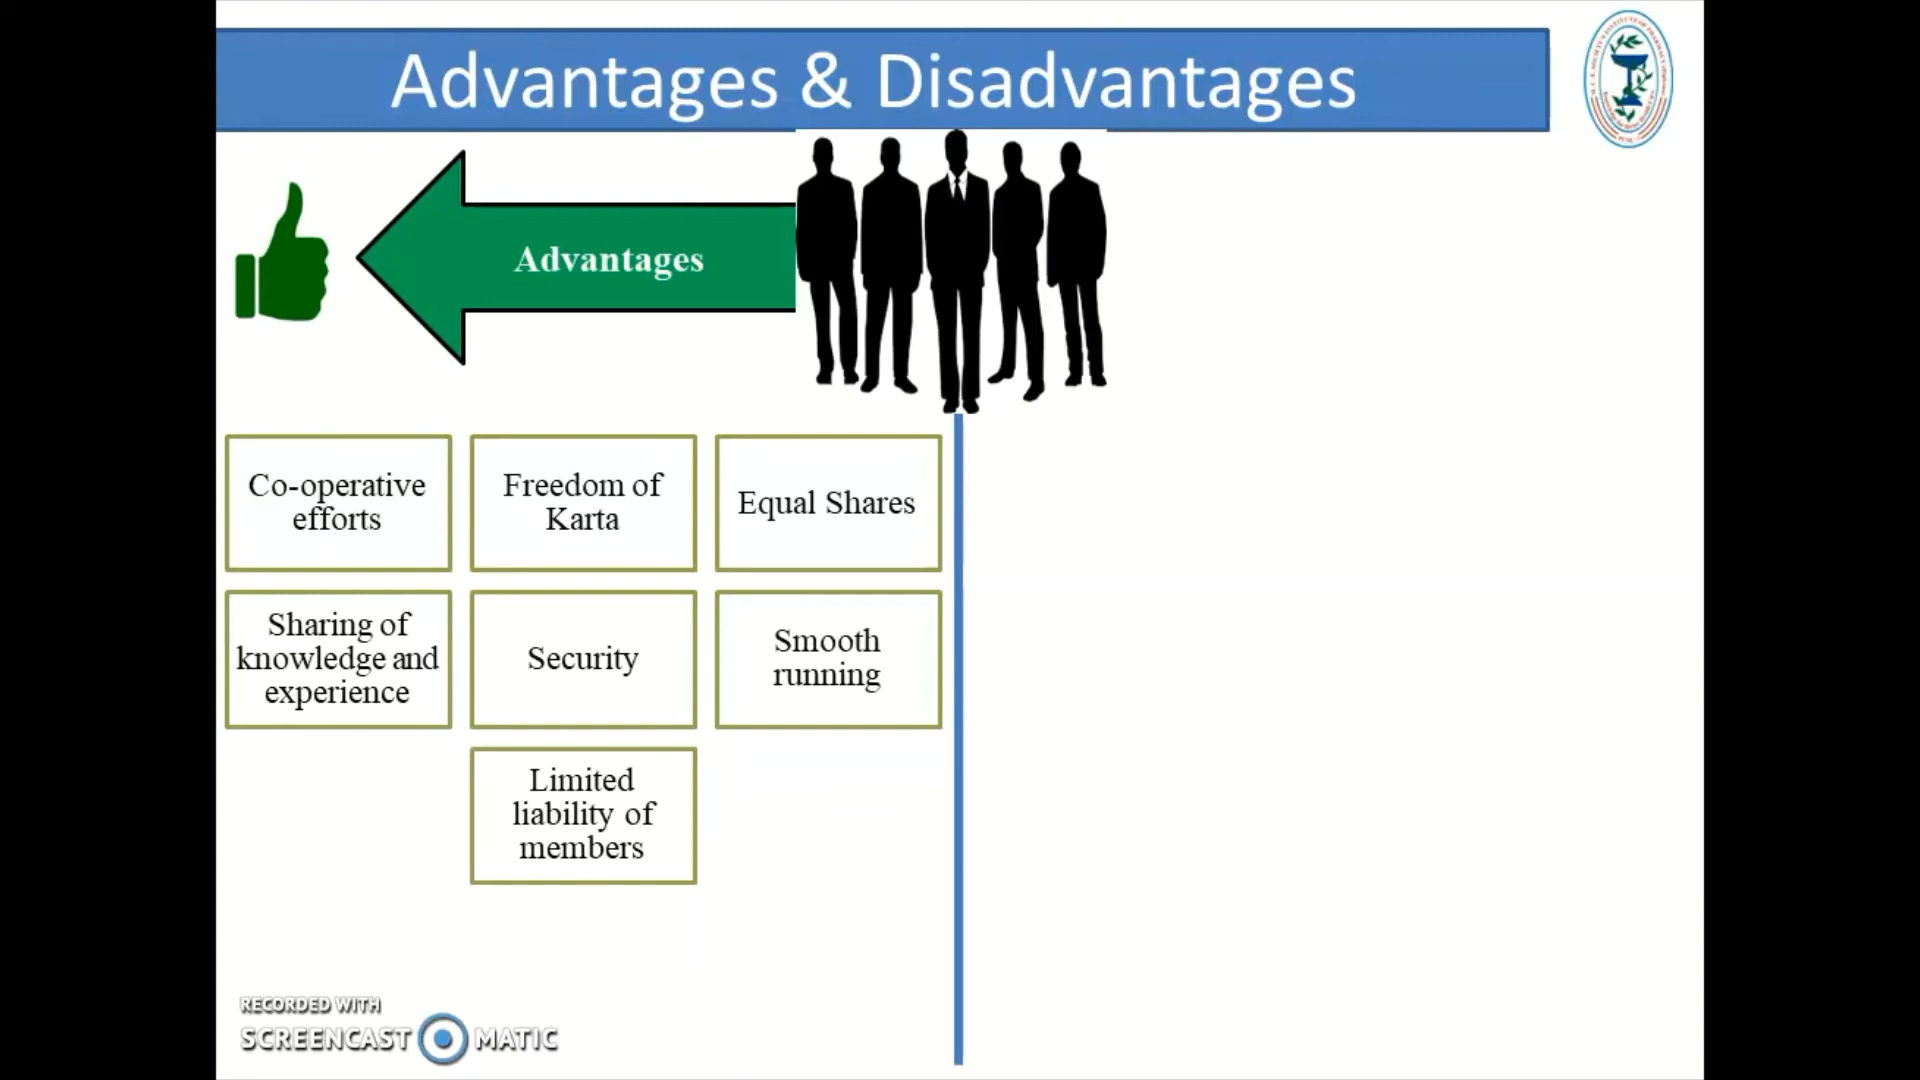 Advantages & Disadvantages
Advantages
Co-operative
efforts
Freedom of
Karta
Equal Shares
Sharing of
knowledge and
experience
Security
Smooth
running
Limited
liability of
members
RECORDED WITH
SCREENCAST MATIC